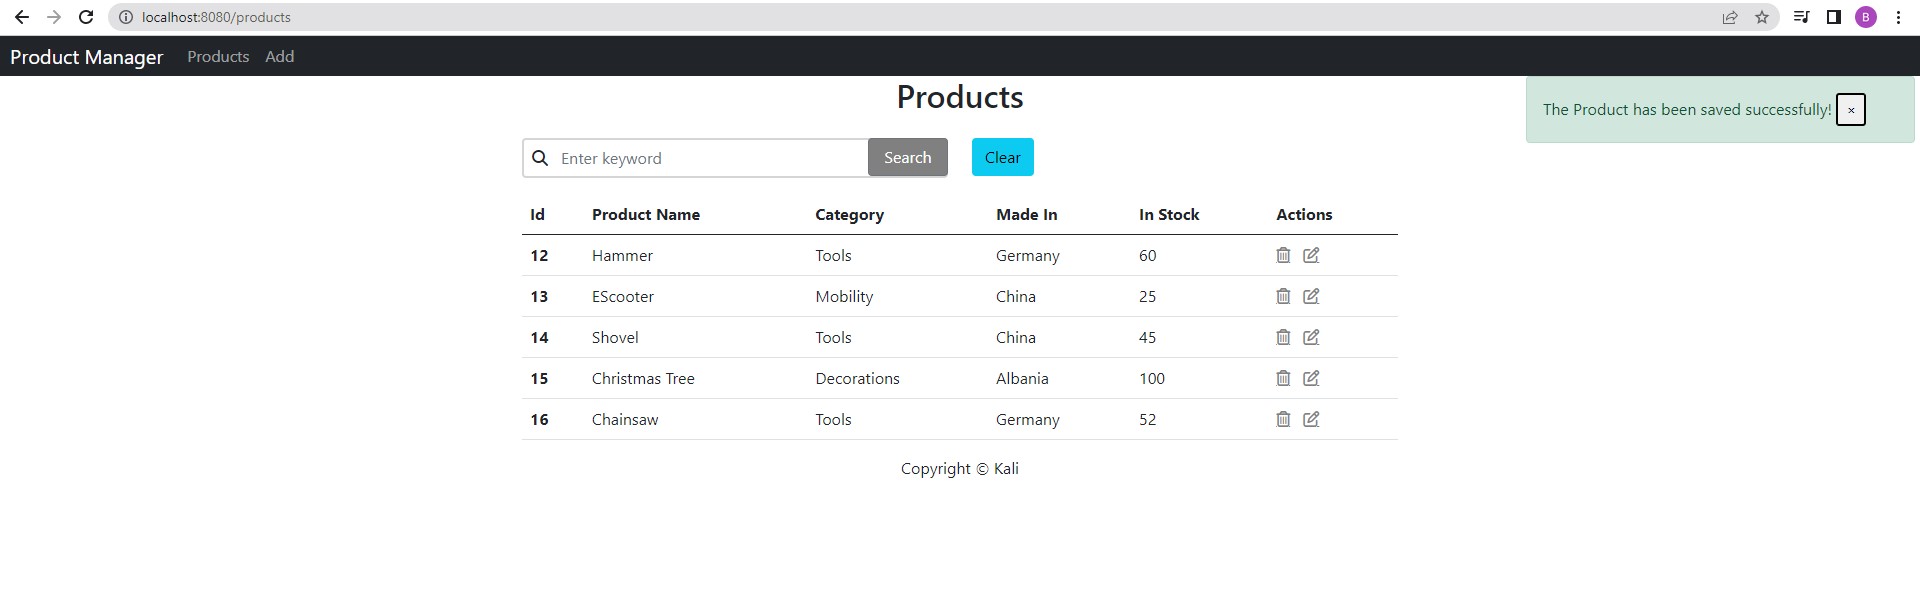 localhost:8080/products
B
Product Manager Products Add
Products
The Product has been saved successfully! ×
Enter keyword Search Clear
Id Product Name Category Made In In Stock Actions
12 Hammer Tools Germany 60
13 EScooter Mobility China 25
14 Shovel Tools China 45
15 Christmas Tree Decorations Albania 100
16 Chainsaw Tools Germany 52
Copyright © Kali